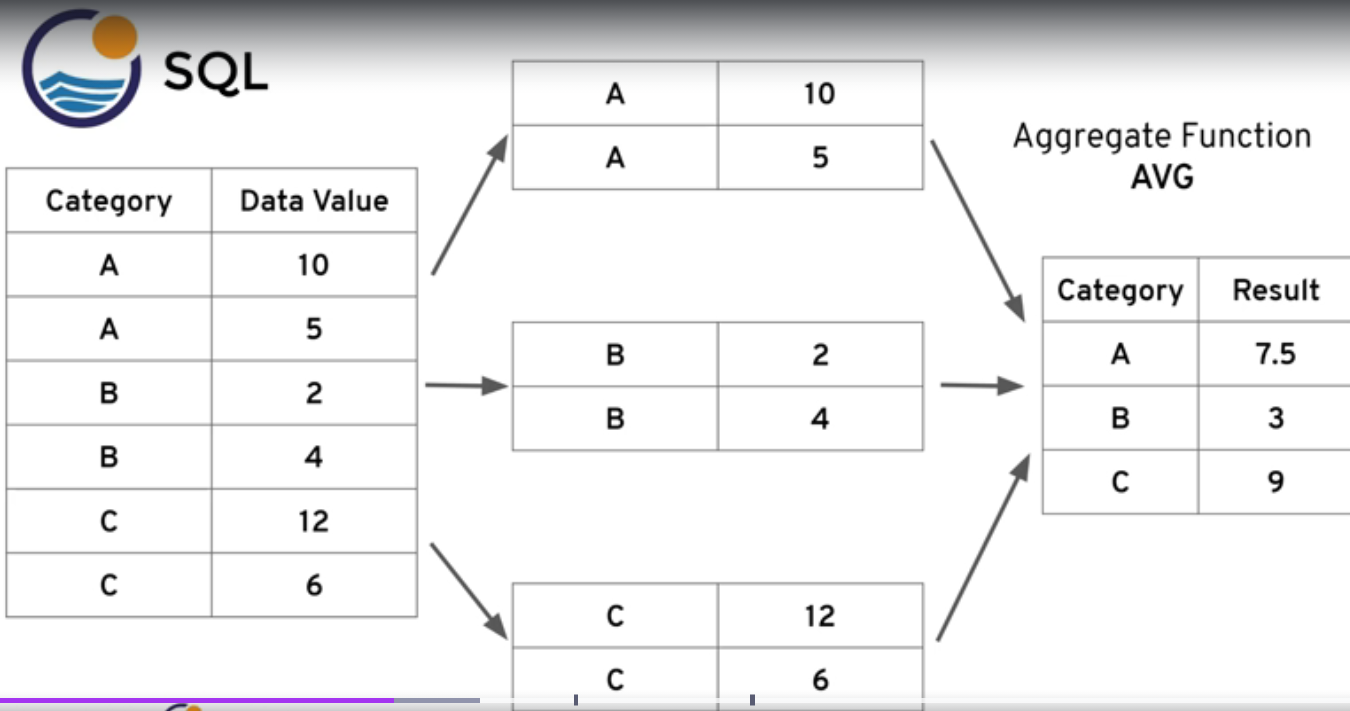 SQL
Category Data Value
A 10
A 5
B 2
B 4
C 12
C 6
A 10
A 5
B 2
B 4
C 12
C 6
Aggregate Function
AVG
Category Result
A 7.5
B 3
C 9